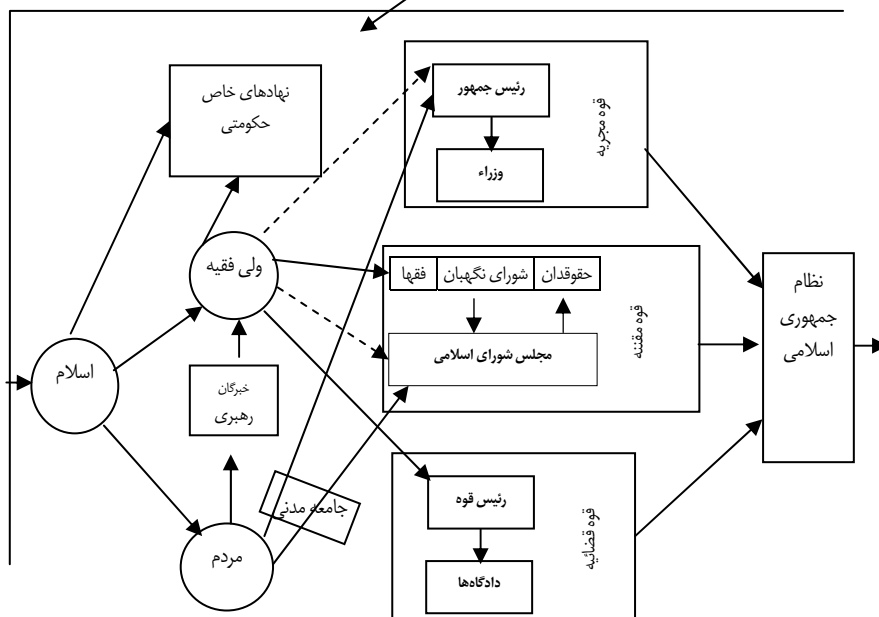 نهادهای خاص
حکومتی
رئیس جمهور
وزراء
قوه مجریه
ولی فقیه
فقها
شورای نگهبان
حقوقدان
مجلس شورای اسلامی
قوه مقننه
نظام
جمهوری
اسلامی
اسلام
خبرگان
رهبری
جامعه مدنی
مردم
رئیس قوه
دادگاه‌ها
قوه قضائیه